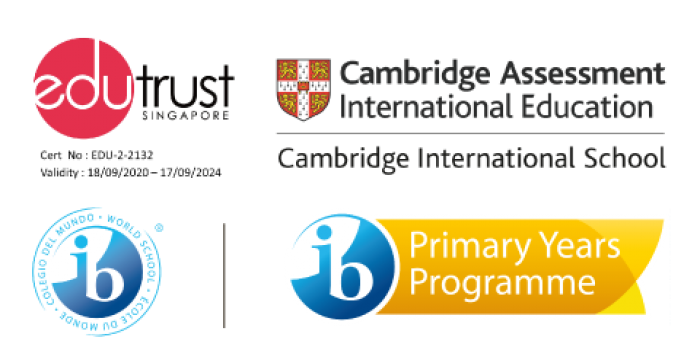 edutrust
SINGAPORE
Cert No : EDU-2-2132
Validity : 18/09/2020 – 17/09/2024
Cambridge Assessment
International Education
Cambridge International School
COLEGIO DEL MUNDO · WORLD SCHOOL · ECOLE DU MONDE ·
®
ib
ib
Primary Years
Programme